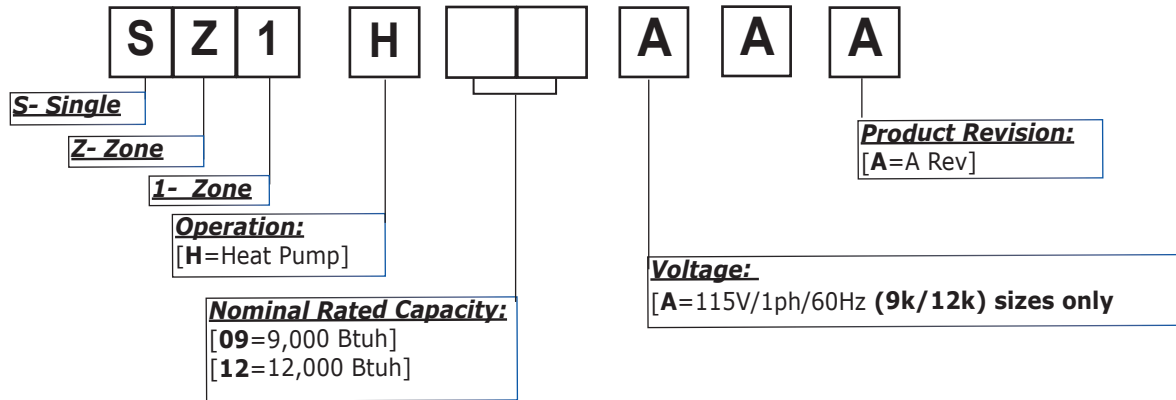 S Z 1 H A A A
S- Single
Z- Zone
1- Zone
Operation:
[H=Heat Pump]
Nominal Rated Capacity:
[09=9,000 Btuh]
[12=12,000 Btuh]
Voltage:
[A=115V/1ph/60Hz (9k/12k) sizes only
Product Revision:
[A=A Rev]